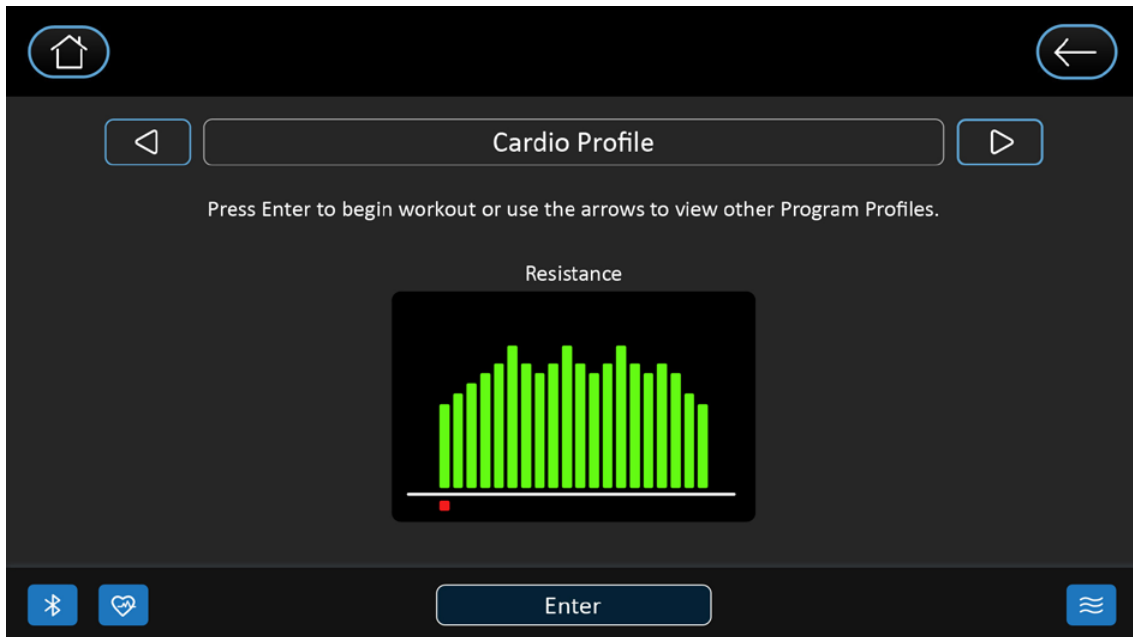 Cardio Profile
Press Enter to begin workout or use the arrows to view other Program Profiles.
Resistance
Enter